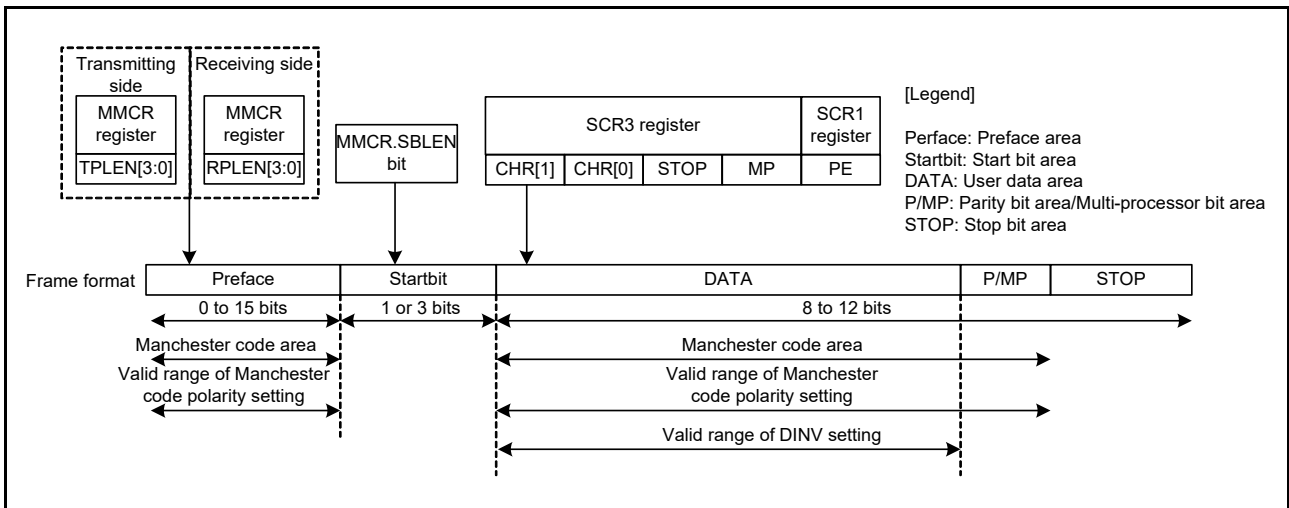 Transmitting
side
MMCR
register
TPLEN[3:0]
Receiving side
MMCR
register
RPLEN[3:0]
MMCR.SBLEN
bit
SCR3 register
SCR1
register
CHR[1] CHR[0] STOP MP PE
[Legend]
Perface: Preface area
Startbit: Start bit area
DATA: User data area
P/MP: Parity bit area/Multi-processor bit area
STOP: Stop bit area
Frame format Preface Startbit DATA P/MP STOP
0 to 15 bits 1 or 3 bits 8 to 12 bits
Manchester code area Manchester code area
Valid range of Manchester
code polarity setting
Valid range of Manchester
code polarity setting
Valid range of DINV setting